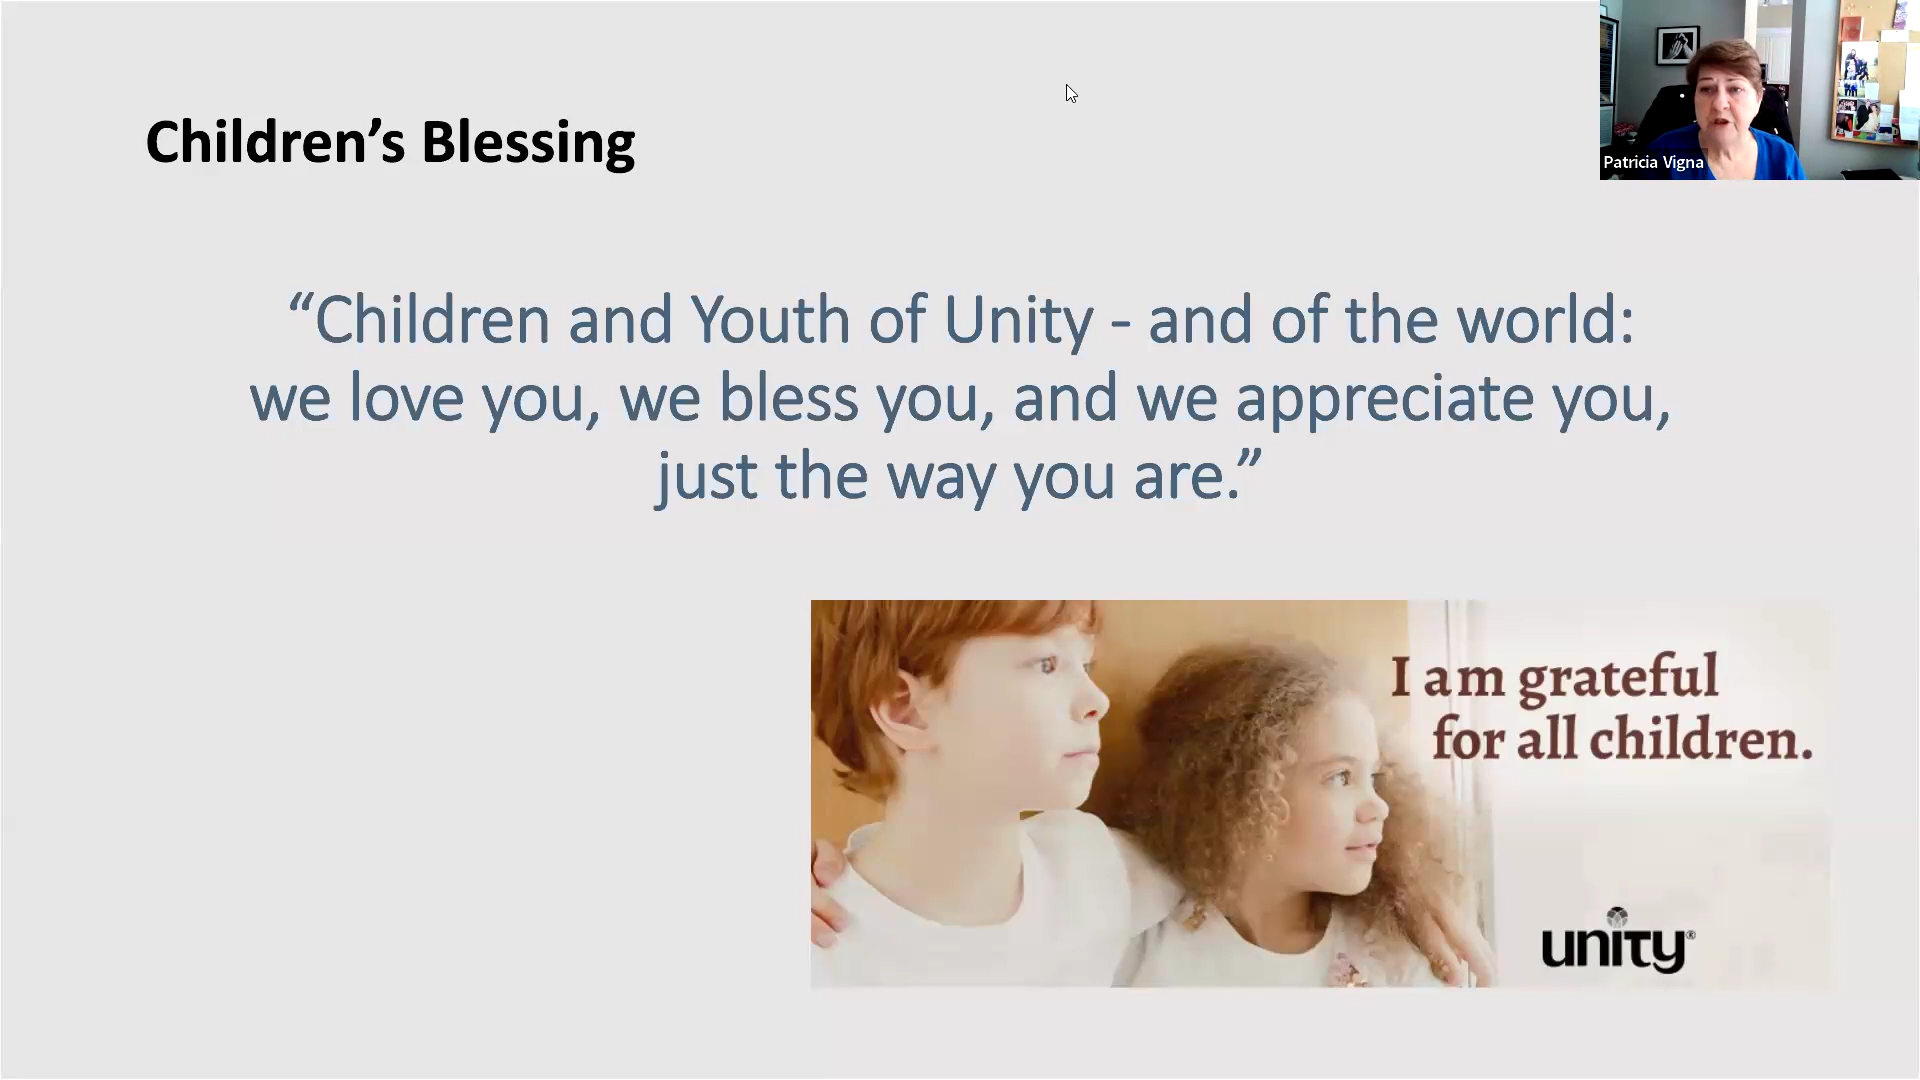 Children’s Blessing
Patricia Vigna
“Children and Youth of Unity - and of the world:
we love you, we bless you, and we appreciate you,
just the way you are.”
I am grateful
for all children.
unity®